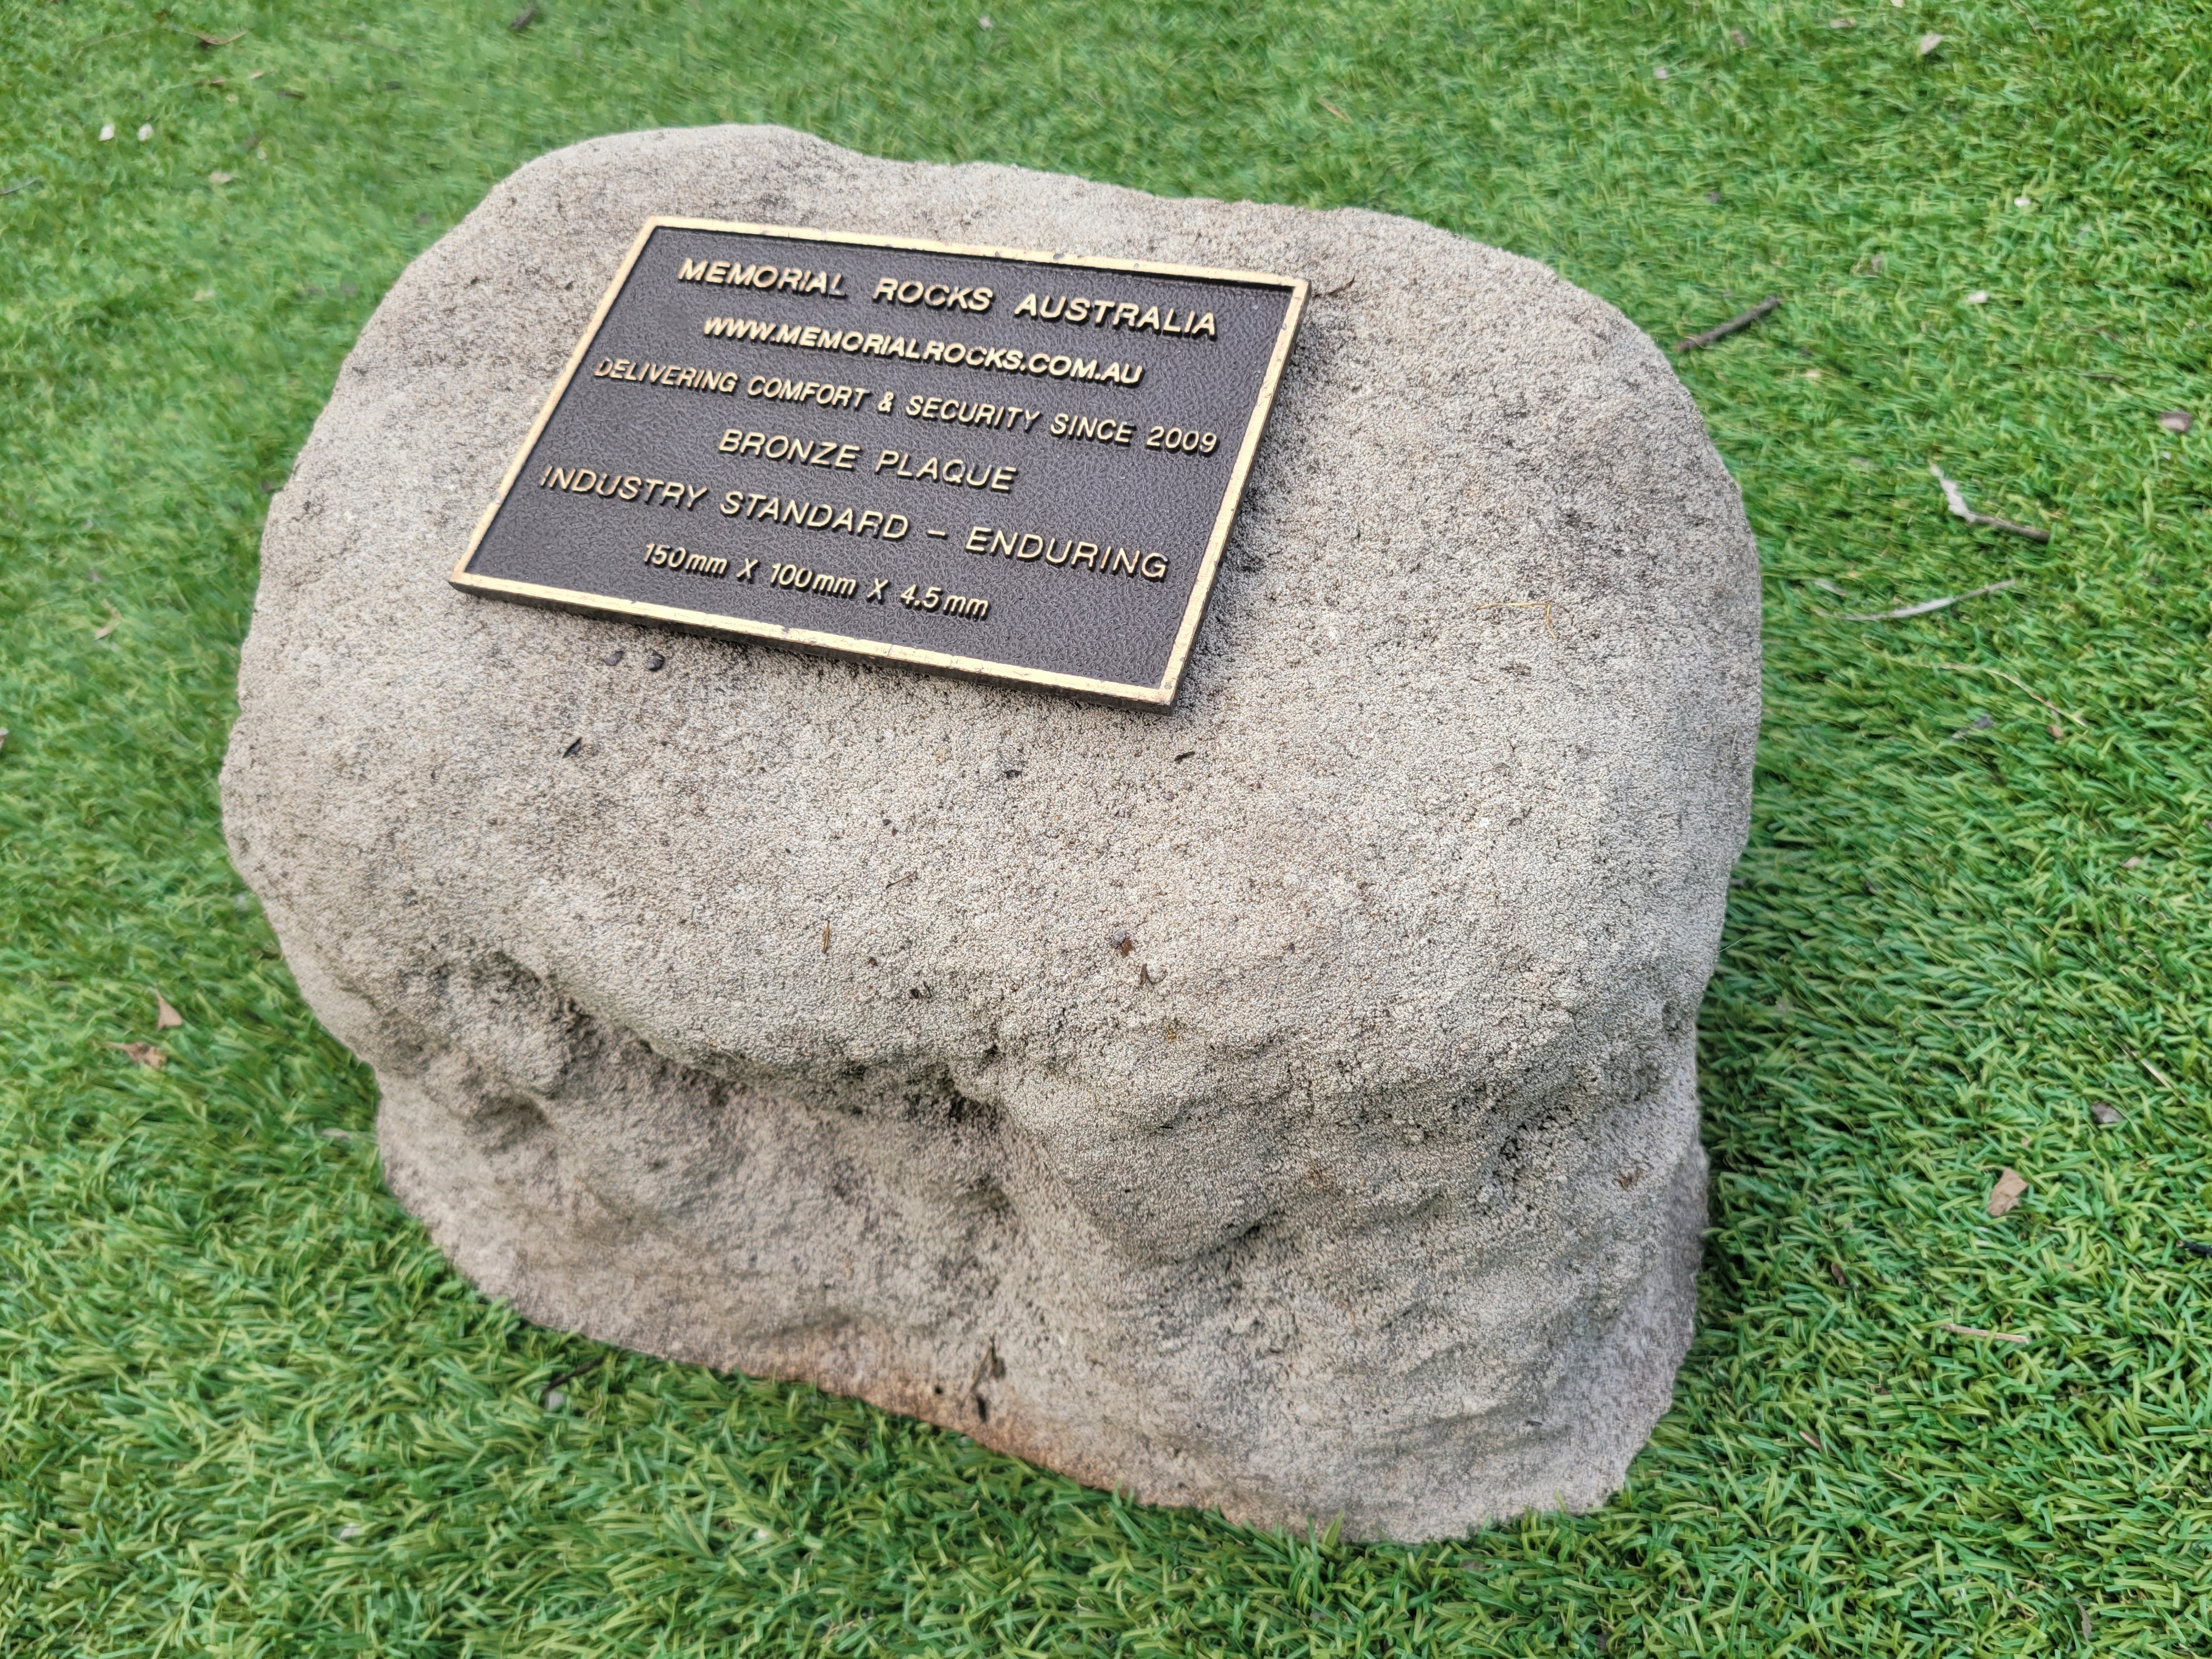 MEMORIAL ROCKS AUSTRALIA
WWW.MEMORIALROCKS.COM.AU
DELIVERING COMFORT & SECURITY SINCE 2009
BRONZE PLAQUE
INDUSTRY STANDARD – ENDURING
150mm X 100mm X 4.5mm